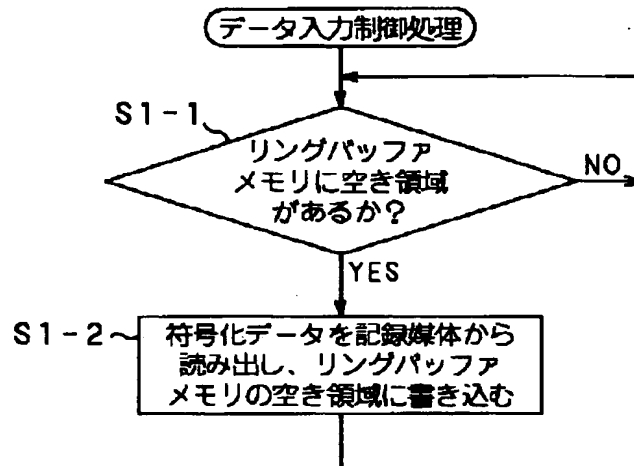 データ入力制御処理
S1-1
リングバッファ
メモリに空き領域
があるか？
NO
YES
S1-2
符号化データを記録媒体から
読み出し、リングバッファ
メモリの空き領域に書き込む